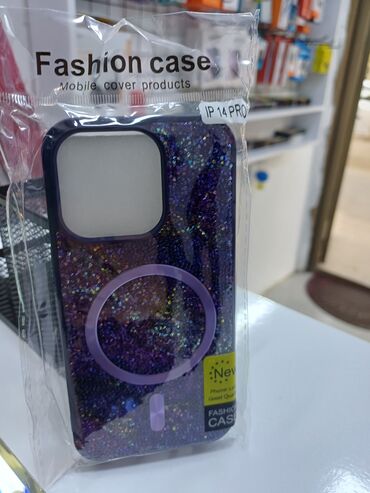 Fashion case
Mobile cover products
IP 14 PRO
New
FASHION
CASE